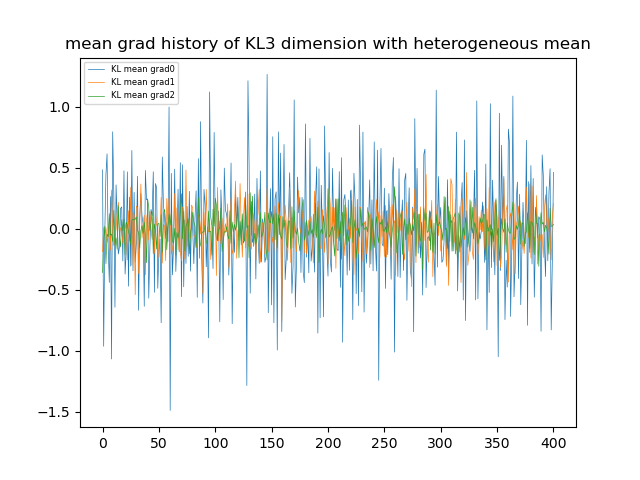 mean grad history of KL3 dimension with heterogeneous mean
KL mean grad0
KL mean grad1
KL mean grad2
1.0
0.5
0.0
−0.5
−1.0
−1.5
0 50 100 150 200 250 300 350 400